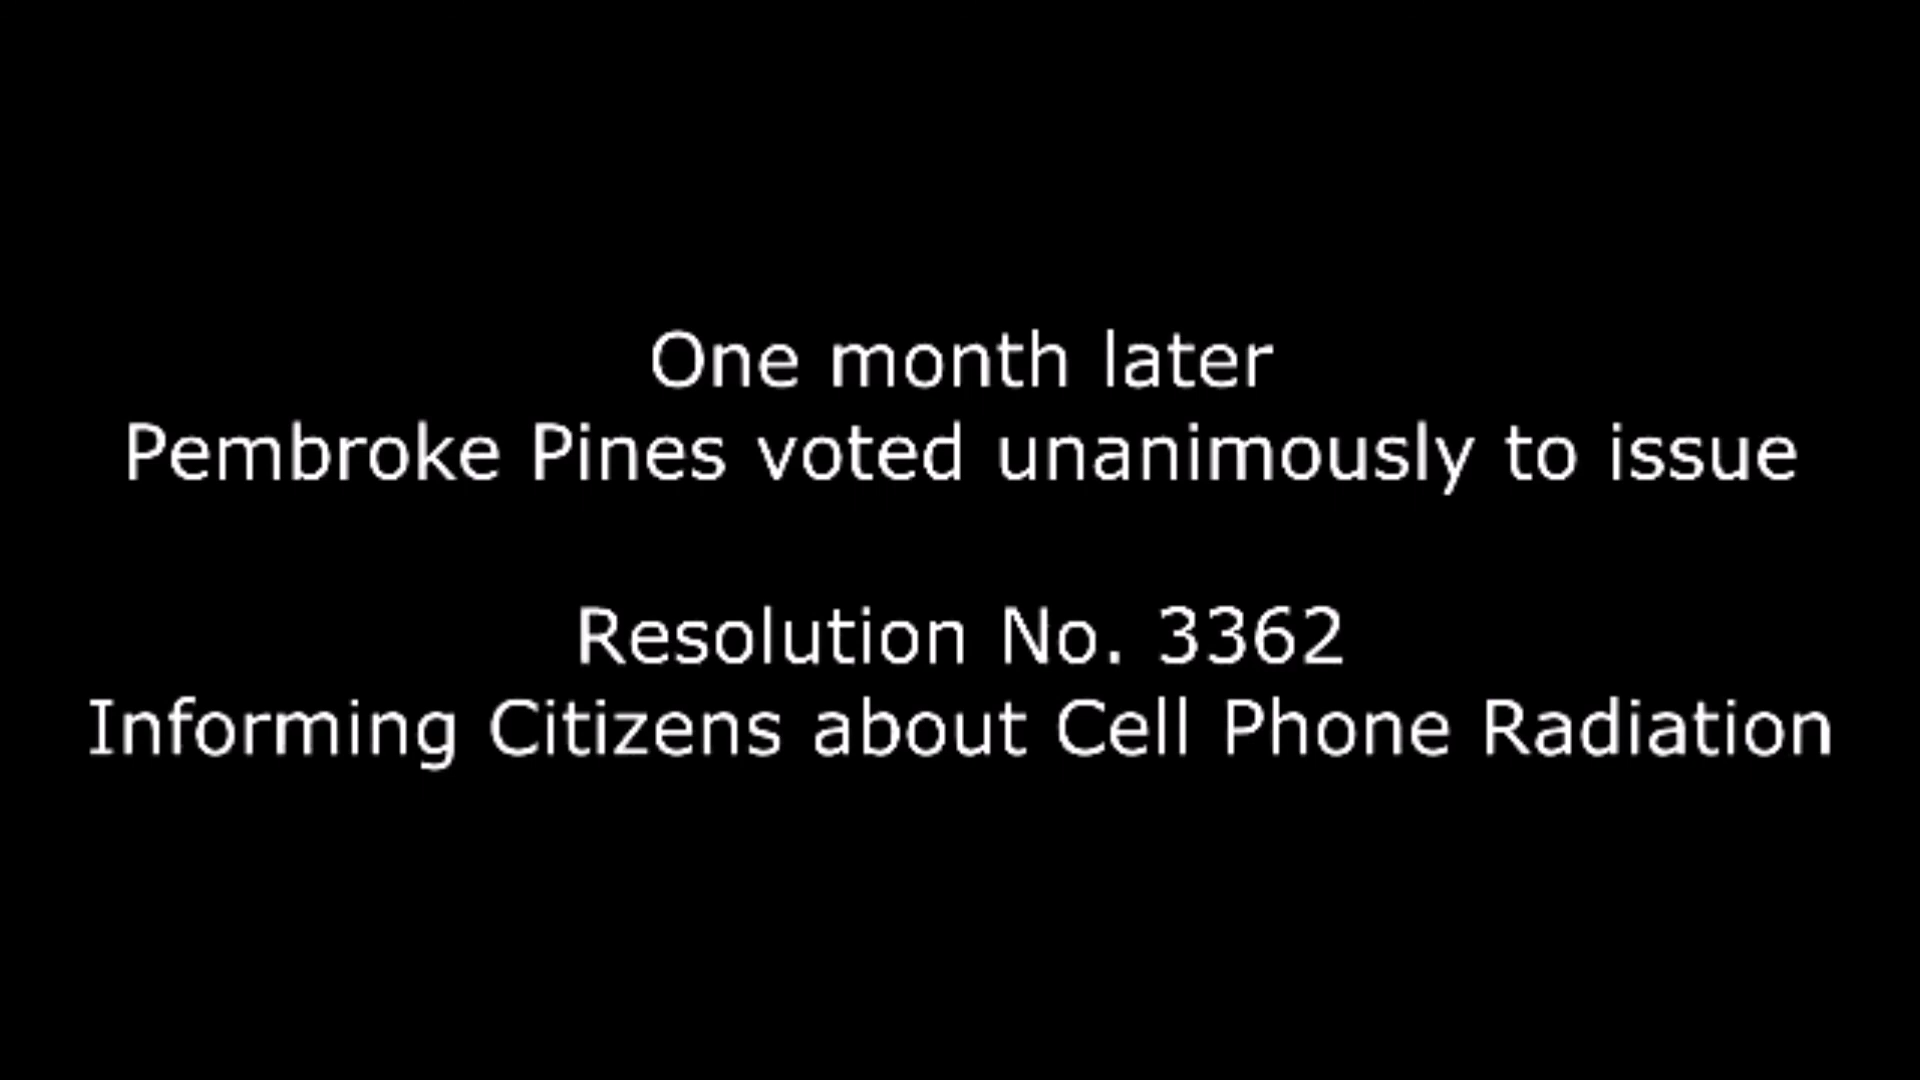 One month later
Pembroke Pines voted unanimously to issue
Resolution No. 3362
Informing Citizens about Cell Phone Radiation